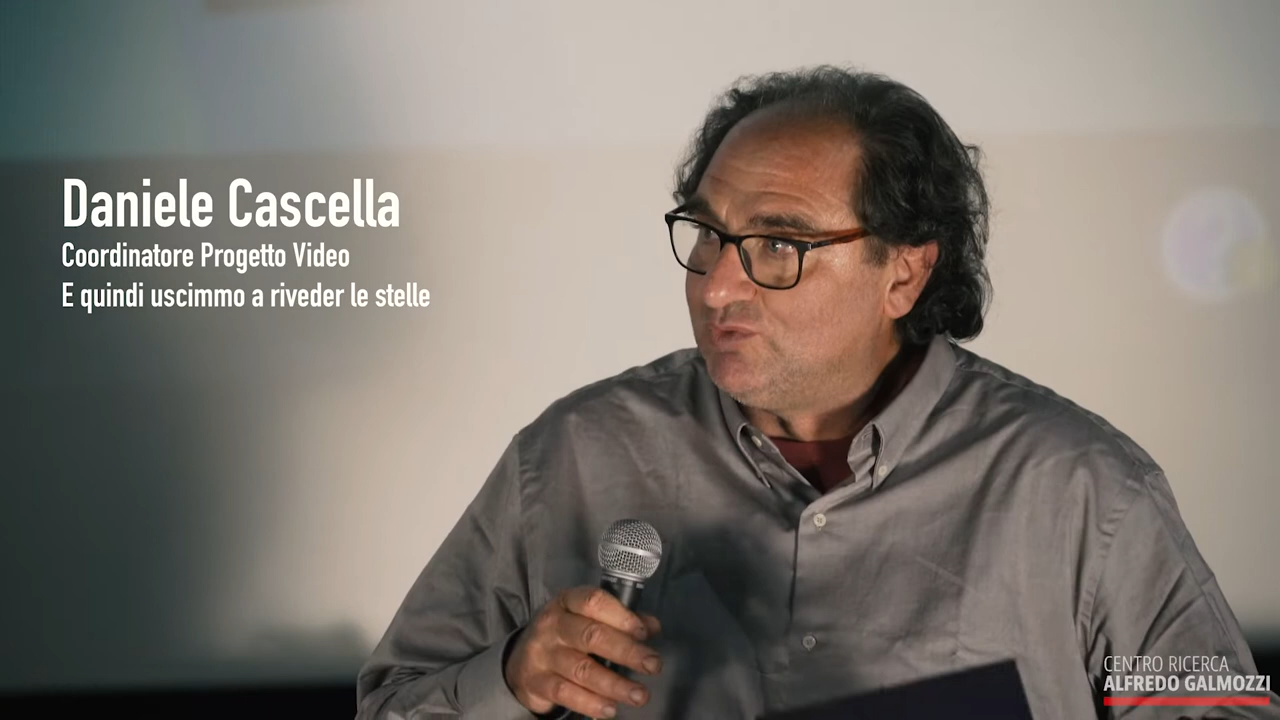 Daniele Cascella
Coordinatore Progetto Video
E quindi uscimmo a riveder le stelle
CENTRO RICERCA
ALFREDO GALMOZZI